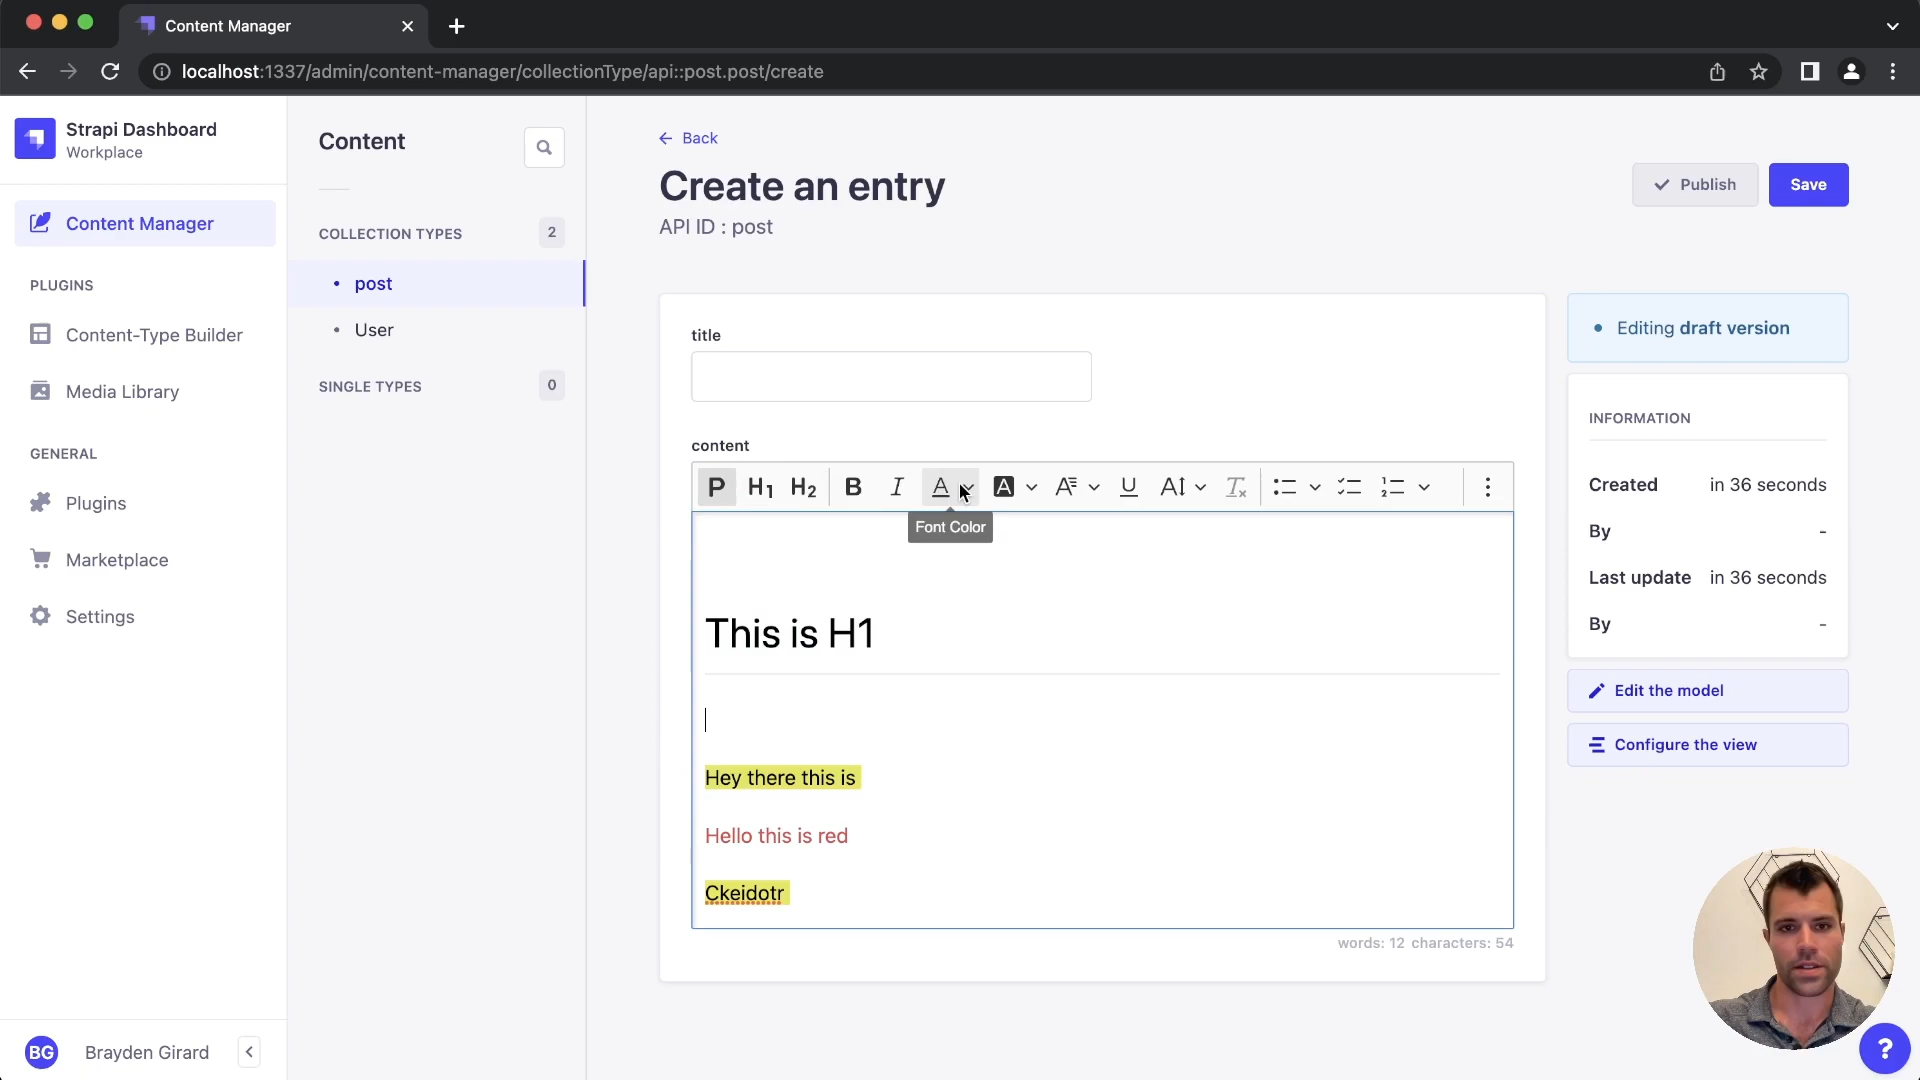 Content Manager
localhost:1337/admin/content-manager/collectionType/api::post.post/create
Strapi Dashboard
Workplace
Content Manager
PLUGINS
Content-Type Builder
Media Library
GENERAL
Plugins
Marketplace
Settings
BG Brayden Girard
Content
COLLECTION TYPES 2
post
User
SINGLE TYPES 0
Back
Create an entry
API ID : post
Publish
Save
title
content
P H1 H2 B I A A A U A Tx
Font Color
This is H1
Hey there this is
Hello this is red
Ckeidotr
words: 12 characters: 54
Editing draft version
INFORMATION
Created in 36 seconds
By -
Last update in 36 seconds
By -
Edit the model
Configure the view
?